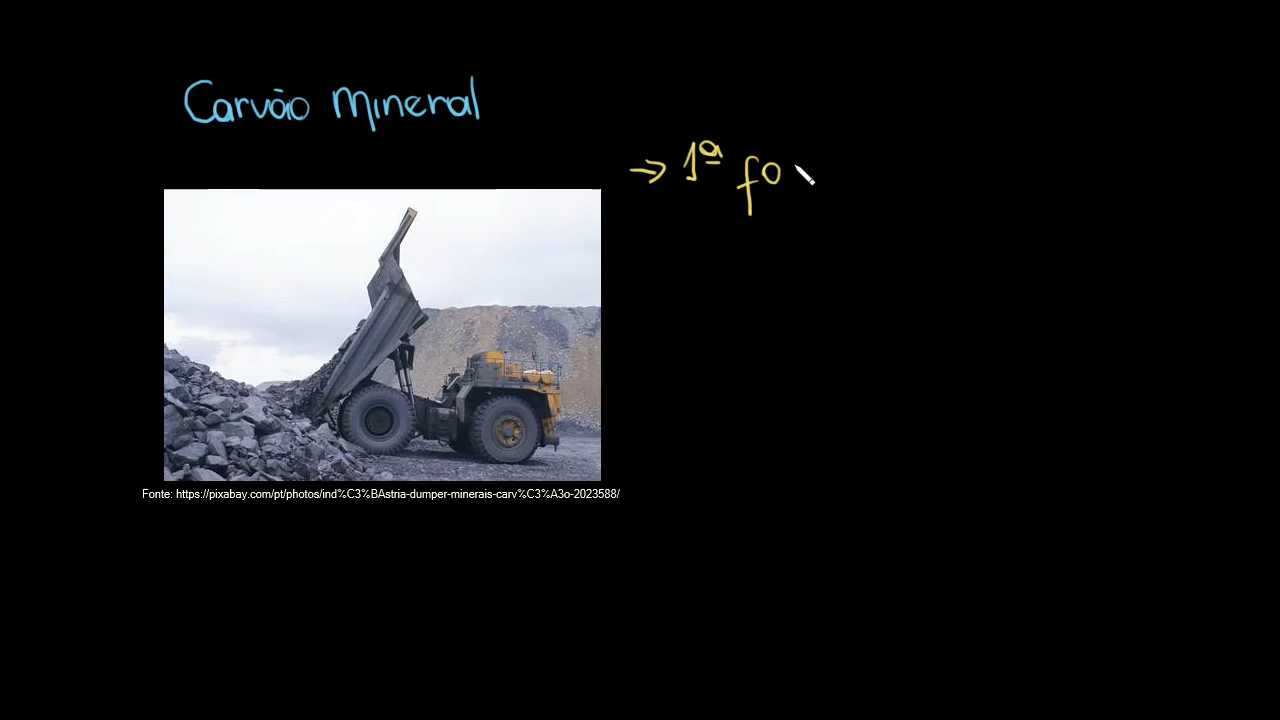 Carvão Mineral
→ 1ª fo
Fonte: https://pixabay.com/pt/photos/ind%C3%BAstria-dumper-minerais-carv%C3%A3o-2023588/